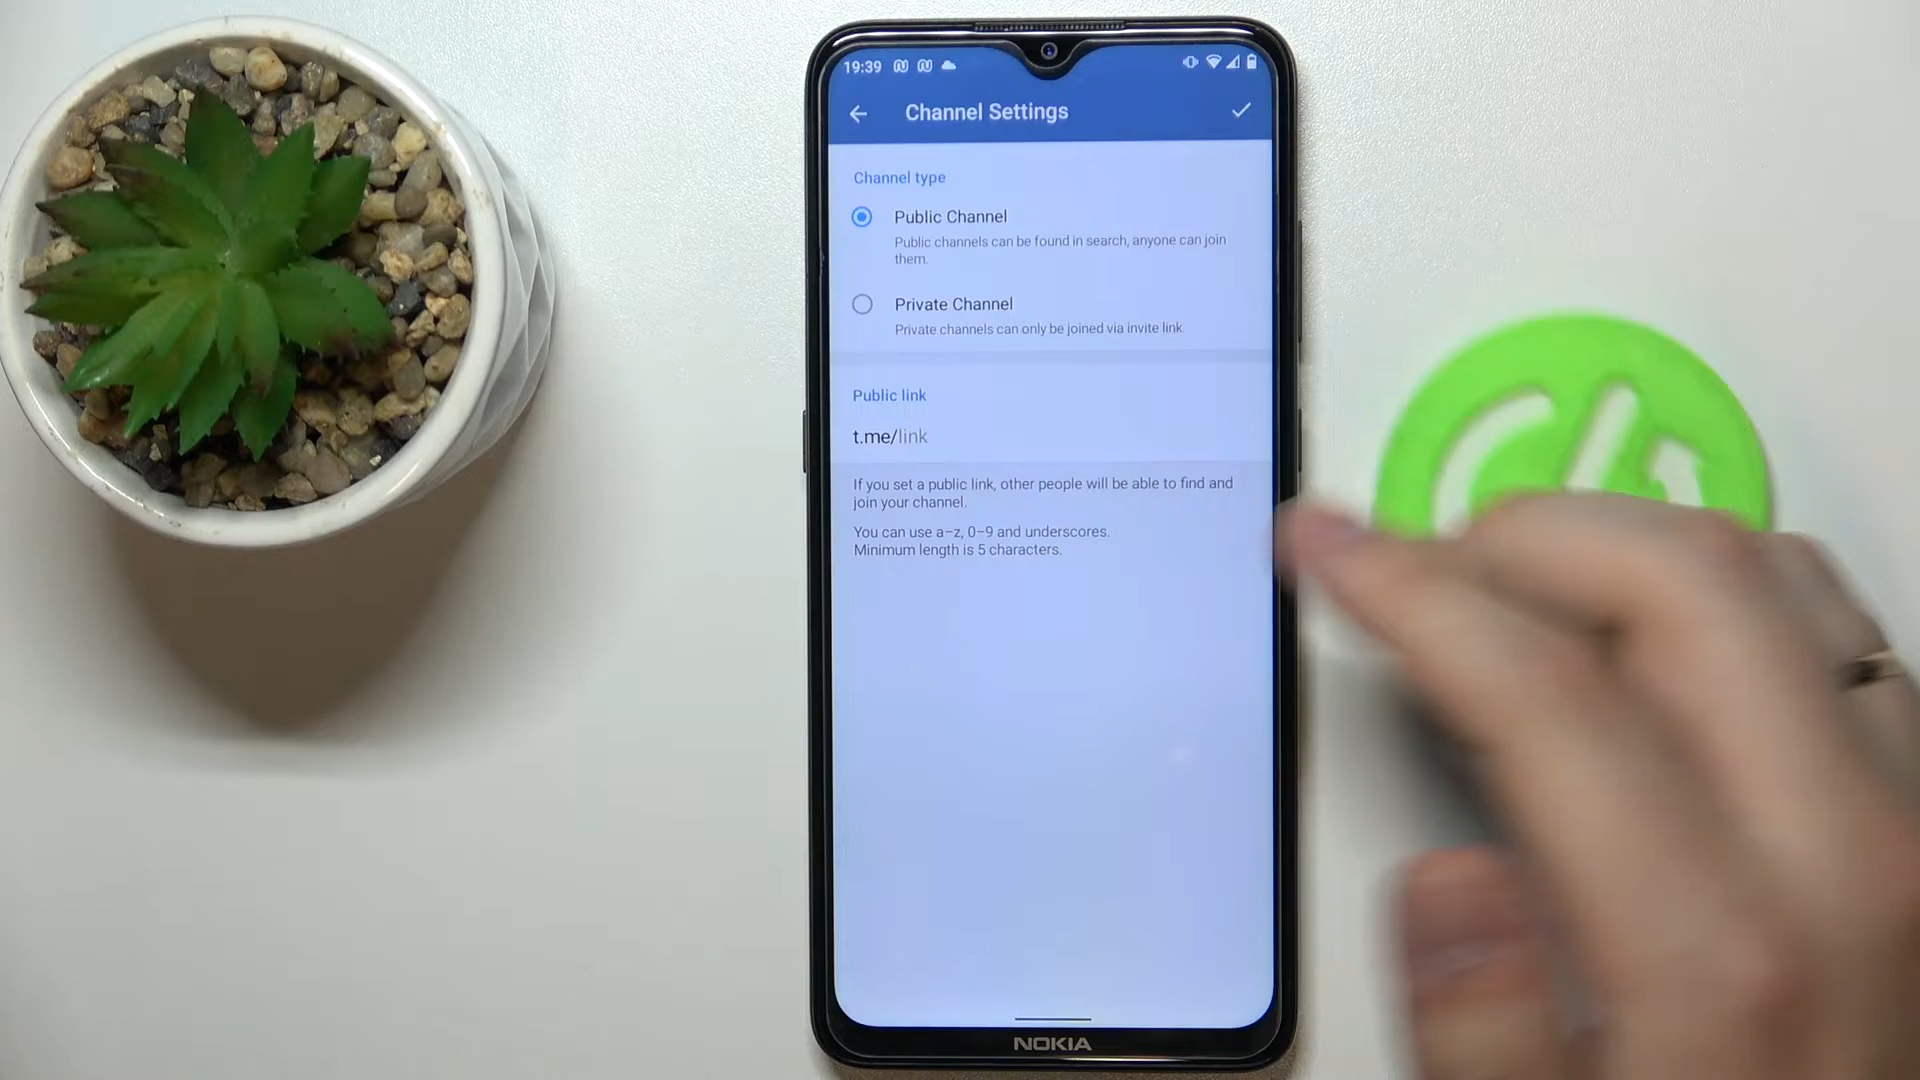 19:39
Channel Settings
Channel type
Public Channel
Public channels can be found in search, anyone can join
them.
Private Channel
Private channels can only be joined via invite link
Public link
t.me/link
If you set a public link, other people will be able to find and
join your channel.
You can use a–z, 0–9 and underscores.
Minimum length is 5 characters.
NOKIA